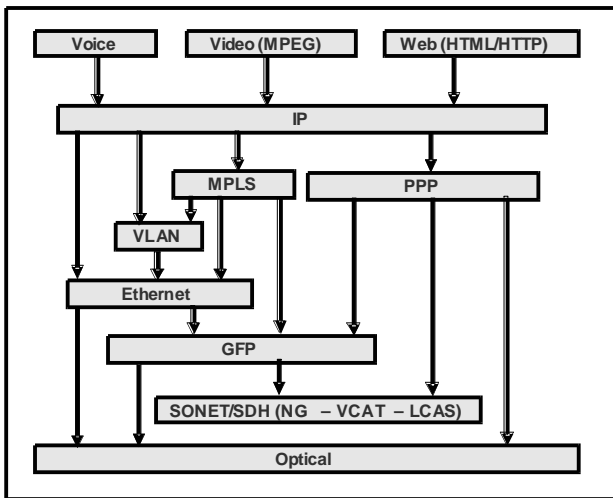 Voice
Video (MPEG)
Web (HTML/HTTP)
IP
MPLS
PPP
VLAN
Ethernet
GFP
SONET/SDH (NG – VCAT – LCAS)
Optical